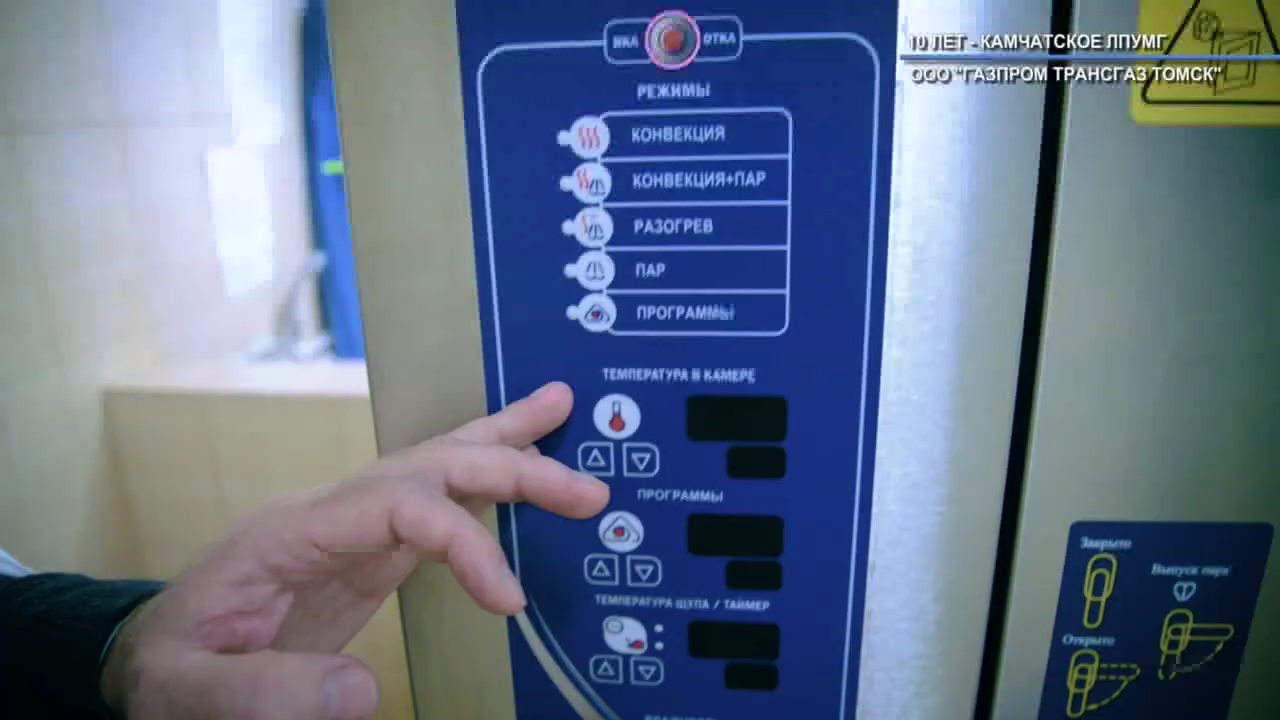 10 ЛЕТ - КАМЧАТСКОЕ ЛПУМГ
ООО "ГАЗПРОМ ТРАНСГАЗ ТОМСК"
ВКЛ ОТКЛ
РЕЖИМЫ
КОНВЕКЦИЯ
КОНВЕКЦИЯ+ПАР
РАЗОГРЕВ
ПАР
ПРОГРАММЫ
ТЕМПЕРАТУРА В КАМЕРЕ
ПРОГРАММЫ
ТЕМПЕРАТУРА ЩУПА / ТАЙМЕР
Закрыто
Выпуск пара
Открыто